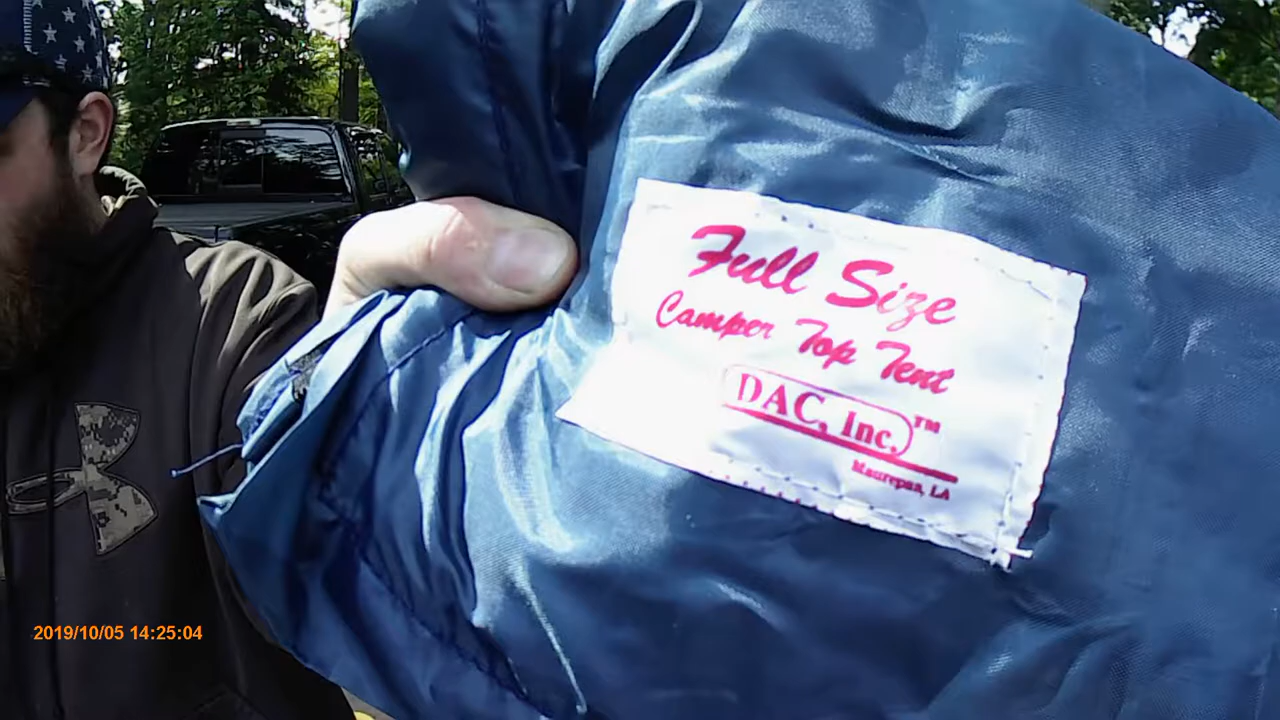 Full Size
Camper Top Tent
DAC, Inc.™
Maurepas, LA
2019/10/05 14:25:04